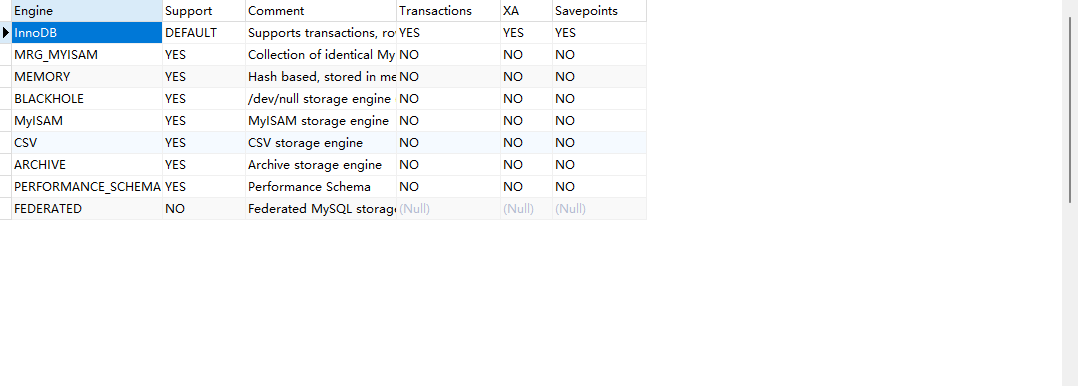 Engine Support Comment Transactions XA Savepoints
InnoDB DEFAULT Supports transactions, YES YES YES
MRG_MYISAM YES Collection of identical NO NO NO
MEMORY YES Hash based, stored in NO NO NO
BLACKHOLE YES /dev/null storage engine NO NO NO
MyISAM YES MyISAM storage engine NO NO NO
CSV YES CSV storage engine NO NO NO
ARCHIVE YES Archive storage engine NO NO NO
PERFORMANCE_SCHEMA YES Performance Schema NO NO NO
FEDERATED NO Federated MySQL (Null) (Null) (Null)